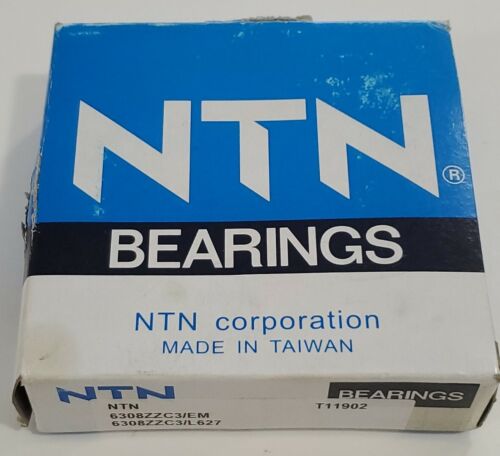 NTN®
BEARINGS
NTN corporation
MADE IN TAIWAN
NTN BEARINGS
NTN T11902
6308ZZC3/EM
6308ZZC3/L627